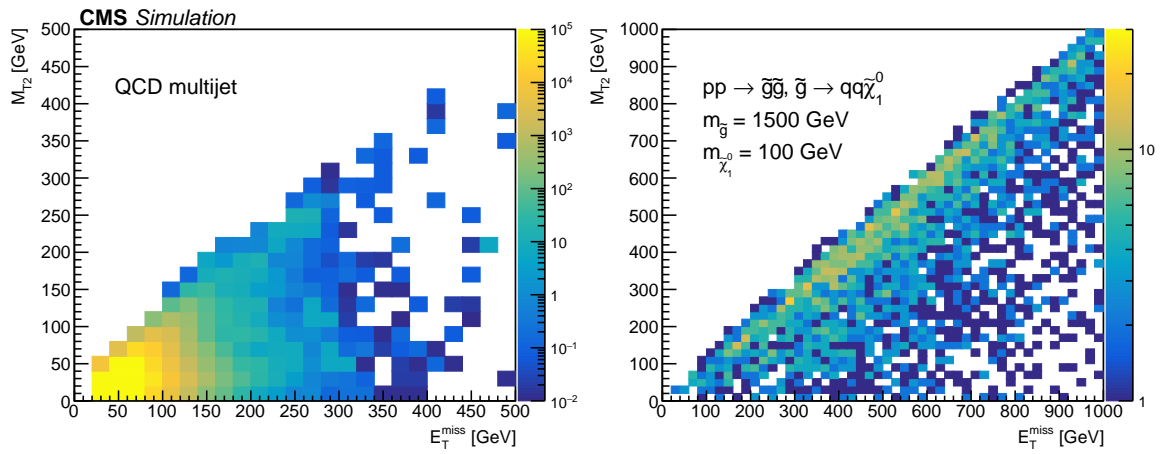 CMS Simulation
M_T2 [GeV]
500
450
400
350
300
250
200
150
100
50
0
QCD multijet
0 50 100 150 200 250 300 350 400 450 500
E_T^miss [GeV]
10^5
10^4
10^3
10^2
10
1
10^−1
10^−2
M_T2 [GeV]
1000
900
800
700
600
500
400
300
200
100
0
pp → g̃g̃, g̃ → qqχ̃_1^0
m_g̃ = 1500 GeV
m_χ̃_1^0 = 100 GeV
0 100 200 300 400 500 600 700 800 900 1000
E_T^miss [GeV]
10
1